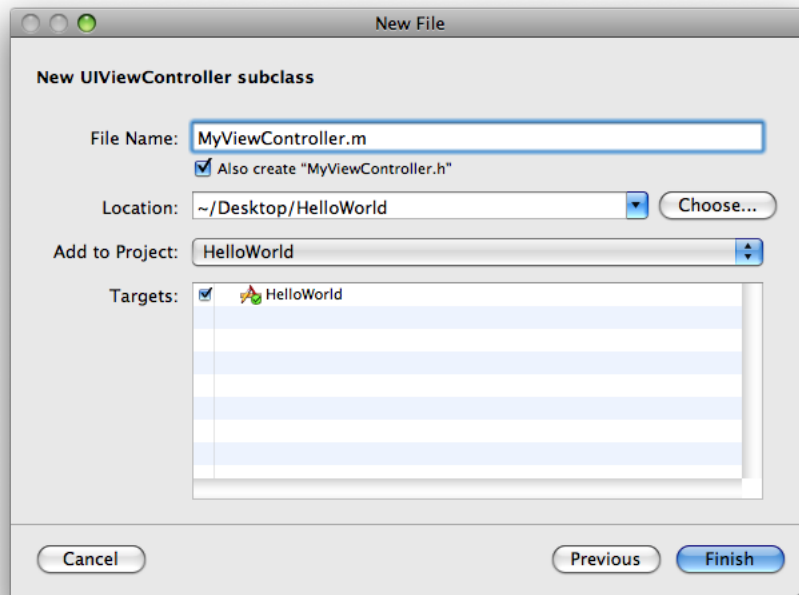 New File
New UIViewController subclass
File Name: MyViewController.m
Also create “MyViewController.h”
Location: ~/Desktop/HelloWorld Choose...
Add to Project: HelloWorld
Targets: HelloWorld
Cancel Previous Finish